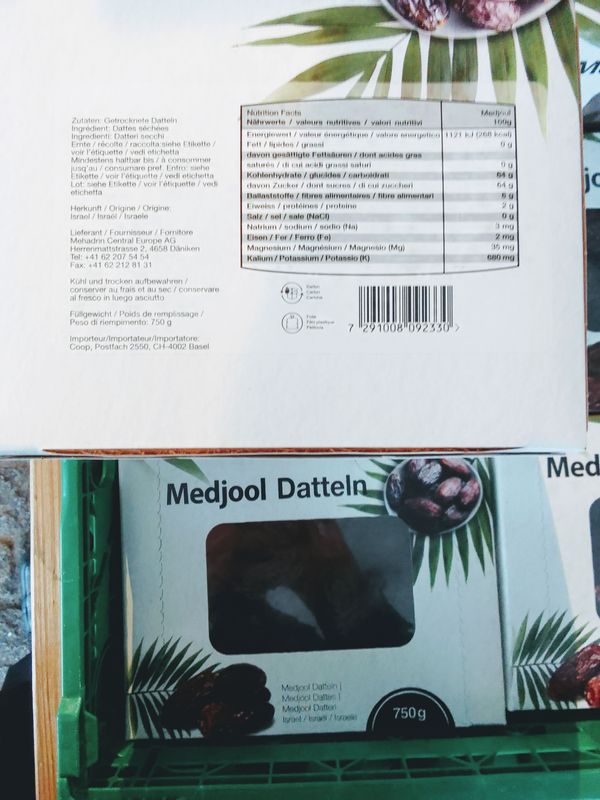 Zutaten: Getrocknete Datteln
Ingrédient: Dattes séchées
Ingredienti: Datteri secchi
Ernte / récolte / raccolta: siehe Etikette /
voir l'étiquette / vedi etichetta
Mindestens haltbar bis / à consommer
jusqu'au / consumare pref. Entro: siehe
Etikette / voir l'étiquette / vedi etichetta
Lot: siehe Etikette / voir l'étiquette / vedi
etichetta
Herkunft / Origine / Origine:
Israel / Israël / Israele
Lieferant / Fournisseur / Fornitore
Mehadrin Central Europe AG
Herrenmattstrasse 2, 4658 Däniken
Tel: +41 62 207 54 54
Fax: +41 62 212 81 31
Kühl und trocken aufbewahren /
conserver au frais et au sec / conservare
al fresco in luego asciutto
Füllgewicht / Poids de remplissage /
Peso di riempimento: 750 g
Importeur/Importateur/Importatore:
Coop, Postfach 2550, CH-4002 Basel
Nutrition Facts Medjoul
Nährwerte / valeurs nutritives / valori nutritivi 100g
Energiewert / valeur énergétique / valore energetico 1121 kJ (268 kcal)
Fett / lipides / grassi 0 g
davon gesättigte Fettsäuren / dont acides gras
saturés / di cui acidi grassi saturi 0 g
Kohlenhydrate / glucides / carboidrati 64 g
davon Zucker / dont sucres / di cui zuccheri 64 g
Ballaststoffe / fibres alimentaires / fibre alimentari 6 g
Eiweiss / protéines / proteine 2 g
Salz / sel / sale (NaCl) 0 g
Natrium / sodium / sodio (Na) 3 mg
Eisen / Fer / Ferro (Fe) 2 mg
Magnesium / Magnésium / Magnesio (Mg) 35 mg
Kalium / Potassium / Potassio (K) 680 mg
7 291008 092330 >
Medjool Datteln
Med
Medjool Datteln |
Medjool Dattes |
Medjool Datteri
Israel / Israël / Israele
750g